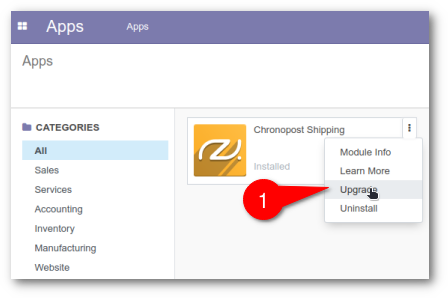 Apps
Apps
Apps
CATEGORIES
All
Sales
Services
Accounting
Inventory
Manufacturing
Website
Chronopost Shipping
Installed
Module Info
Learn More
Upgrade
Uninstall
1